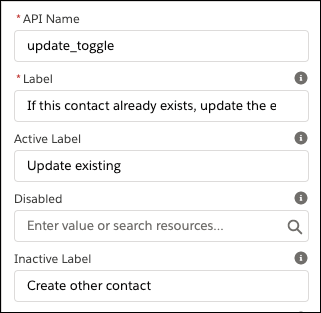 * API Name
update_toggle
* Label
If this contact already exists, update the e
Active Label
Update existing
Disabled
Enter value or search resources...
Inactive Label
Create other contact